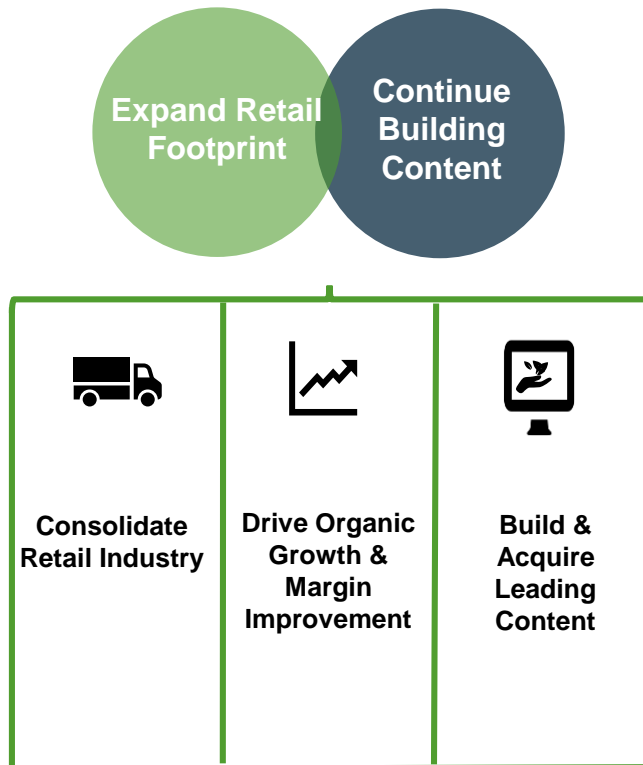 Expand Retail
Footprint
Continue
Building
Content
Consolidate
Retail Industry
Drive Organic
Growth &
Margin
Improvement
Build &
Acquire
Leading
Content